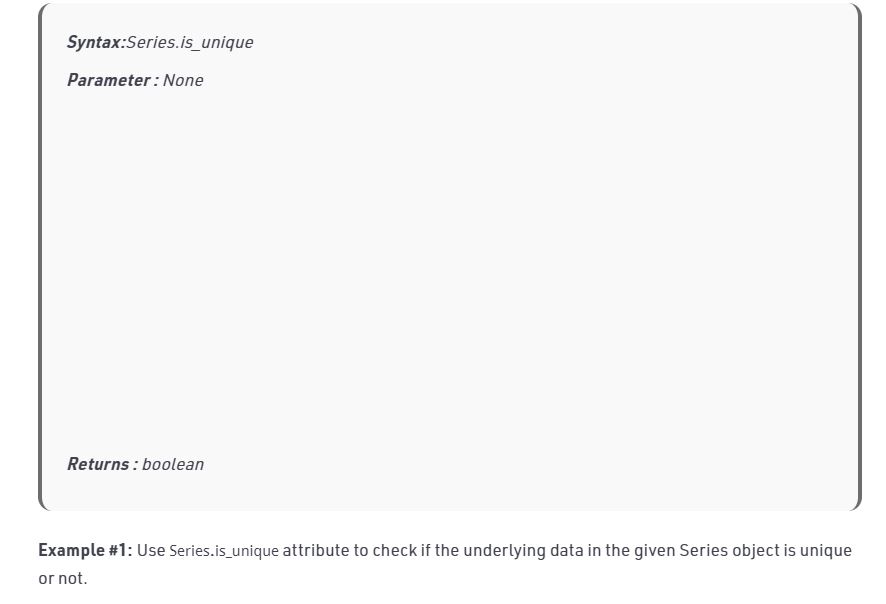 Syntax:Series.is_unique
Parameter : None
Returns : boolean
Example #1: Use Series.is_unique attribute to check if the underlying data in the given Series object is unique
or not.